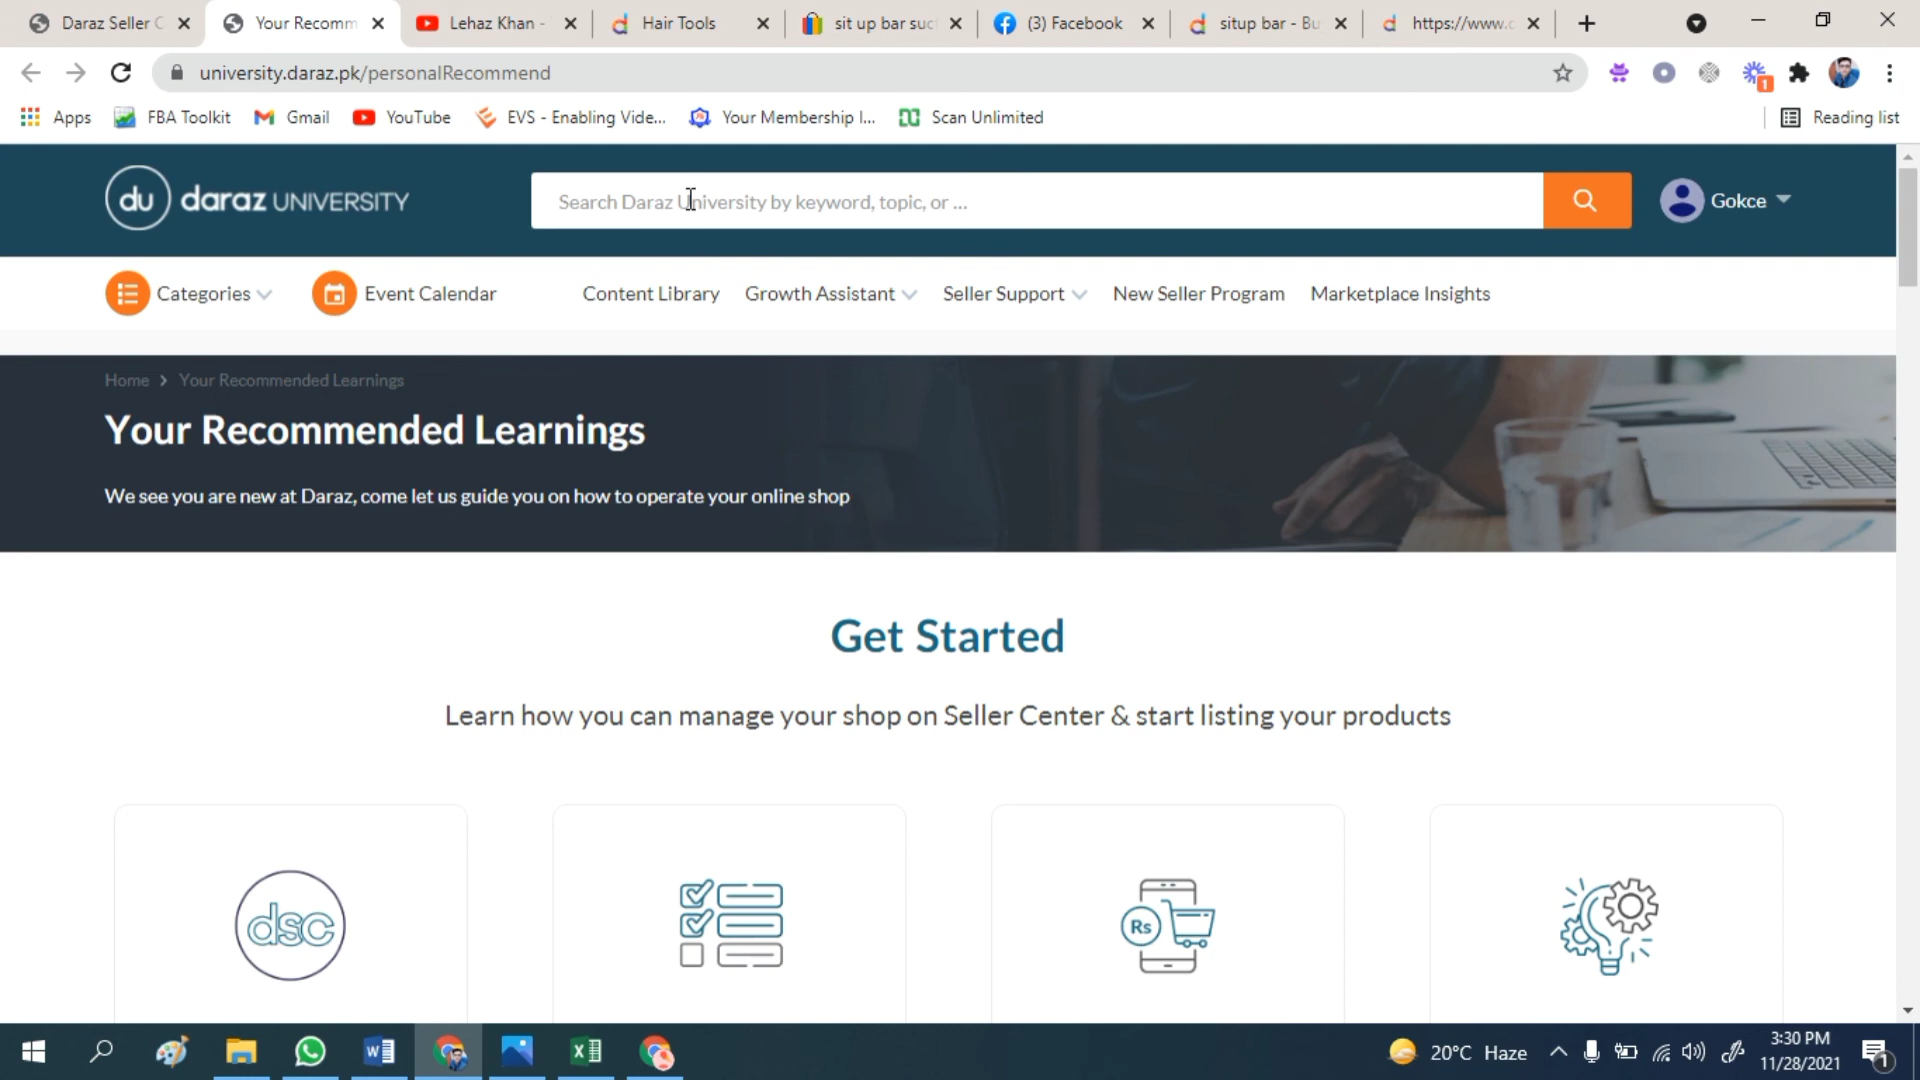 Daraz Seller C
Your Recomm
Lehaz Khan -
Hair Tools
sit up bar suc
(3) Facebook
situp bar - Bu
https://www.
university.daraz.pk/personalRecommend
1
Apps
FBA Toolkit
Gmail
YouTube
EVS - Enabling Vide...
Your Membership I...
Scan Unlimited
Reading list
du daraz UNIVERSITY
Search Daraz University by keyword, topic, or ...
Gokce
Categories
Event Calendar
Content Library
Growth Assistant
Seller Support
New Seller Program
Marketplace Insights
Home > Your Recommended Learnings
Your Recommended Learnings
We see you are new at Daraz, come let us guide you on how to operate your online shop
Get Started
Learn how you can manage your shop on Seller Center & start listing your products
dsc
Rs
20°C Haze
3:30 PM
11/28/2021
1